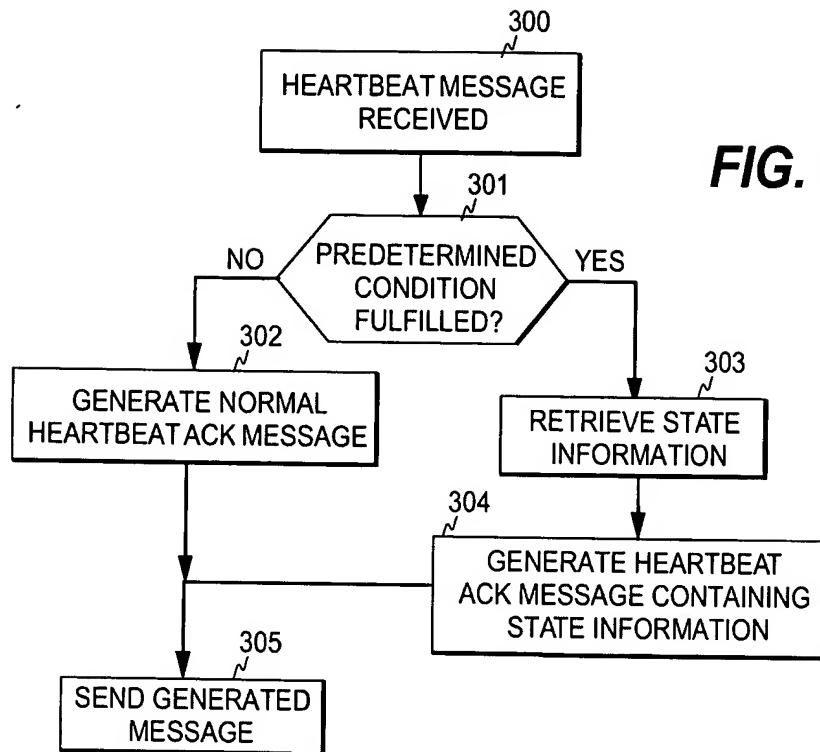 300
HEARTBEAT MESSAGE
RECEIVED
FIG.
301
PREDETERMINED
CONDITION
FULFILLED?
NO
YES
302
GENERATE NORMAL
HEARTBEAT ACK MESSAGE
303
RETRIEVE STATE
INFORMATION
304
GENERATE HEARTBEAT
ACK MESSAGE CONTAINING
STATE INFORMATION
305
SEND GENERATED
MESSAGE